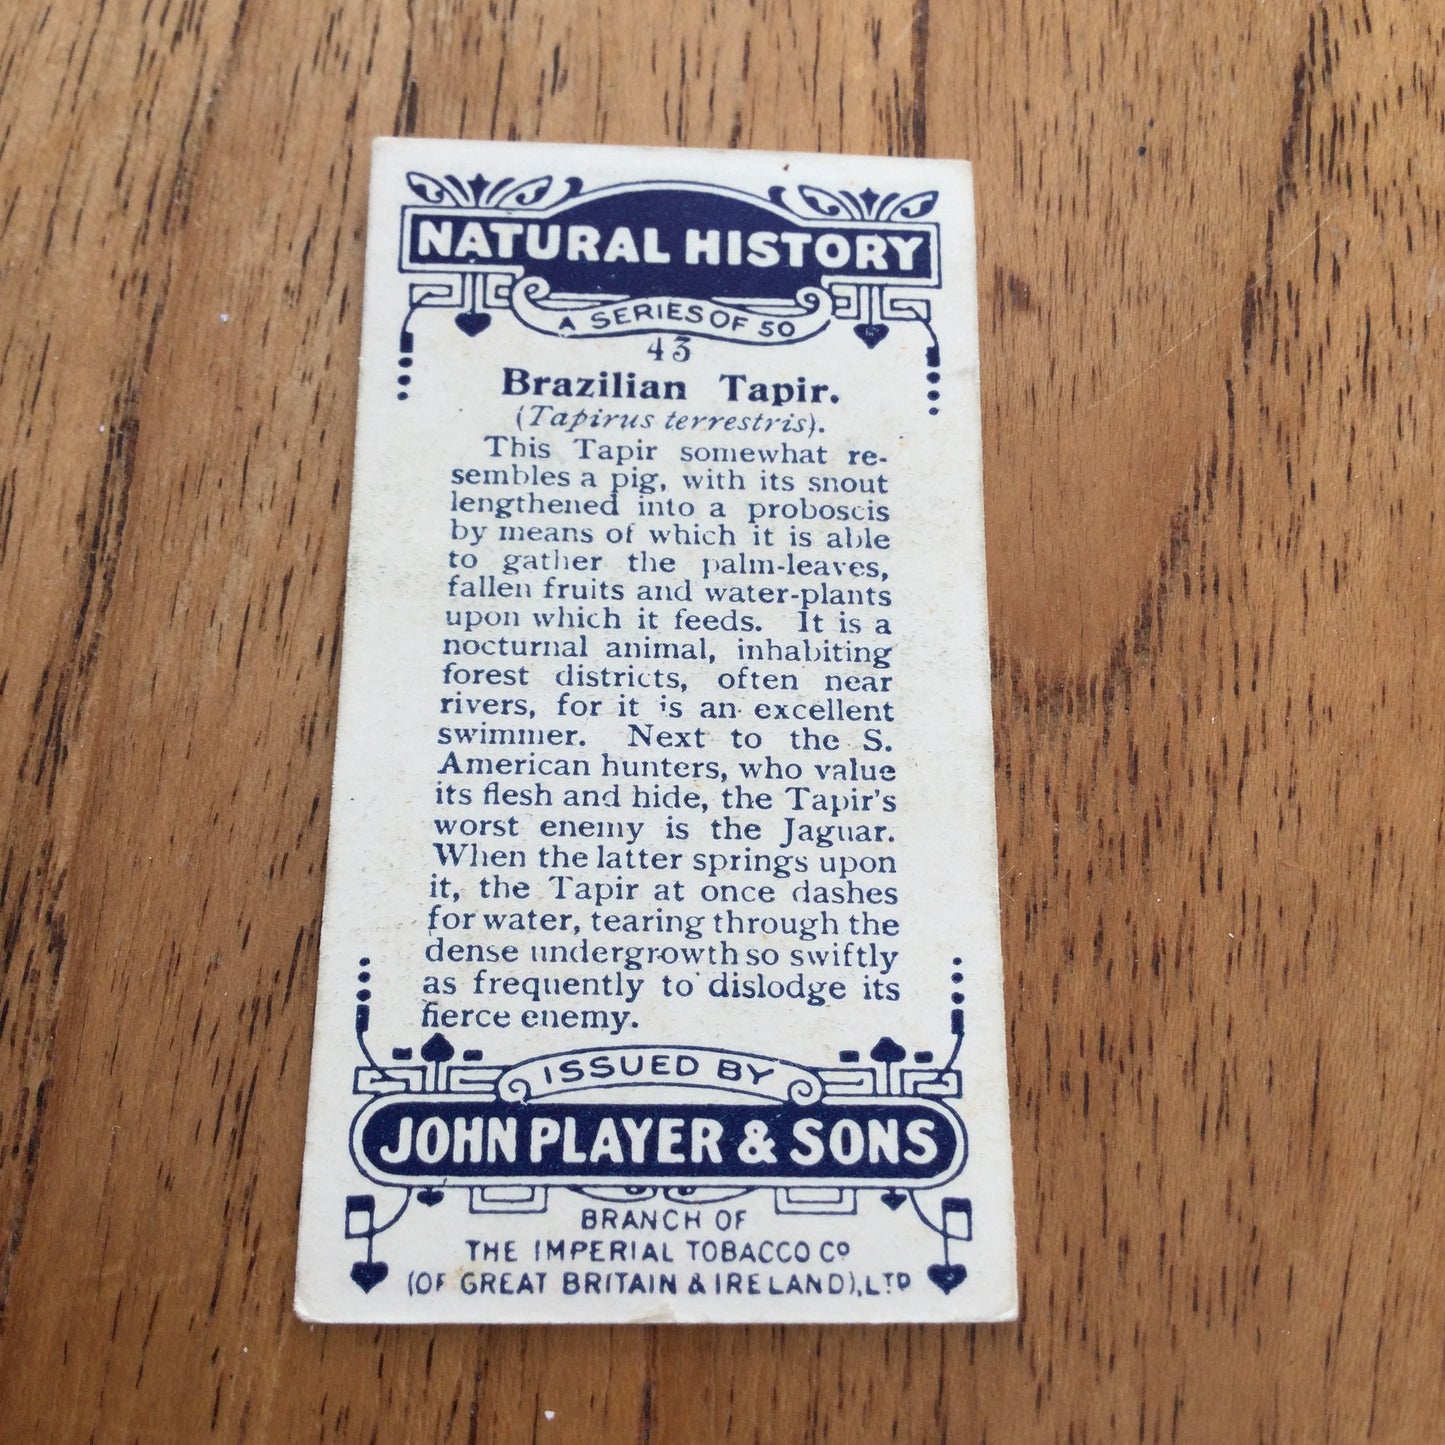 NATURAL HISTORY
A SERIES OF 50
43
Brazilian Tapir.
(Tapirus terrestris).
This Tapir somewhat re-
sembles a pig, with its snout
lengthened into a proboscis
by means of which it is able
to gather the palm-leaves,
fallen fruits and water-plants
upon which it feeds. It is a
nocturnal animal, inhabiting
forest districts, often near
rivers, for it is an excellent
swimmer. Next to the S.
American hunters, who value
its flesh and hide, the Tapir's
worst enemy is the Jaguar.
When the latter springs upon
it, the Tapir at once dashes
for water, tearing through the
dense undergrowth so swiftly
as frequently to dislodge its
fierce enemy.
ISSUED BY
JOHN PLAYER & SONS
BRANCH OF
THE IMPERIAL TOBACCO CO
(OF GREAT BRITAIN & IRELAND), LTD